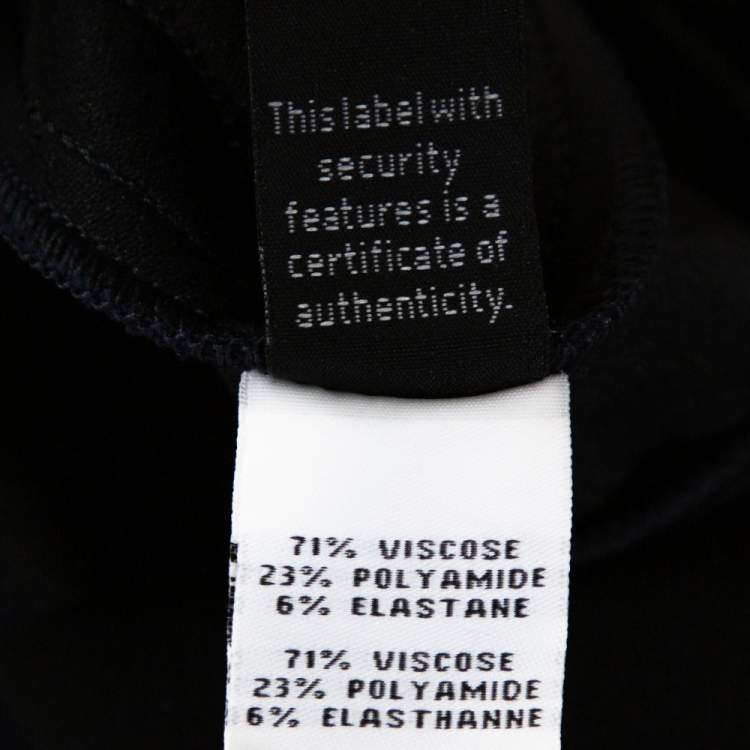 This label with
security
features is a
certificate of
authenticity.
71% VISCOSE
23% POLYAMIDE
6% ELASTANE
71% VISCOSE
23% POLYAMIDE
6% ELASTHANNE